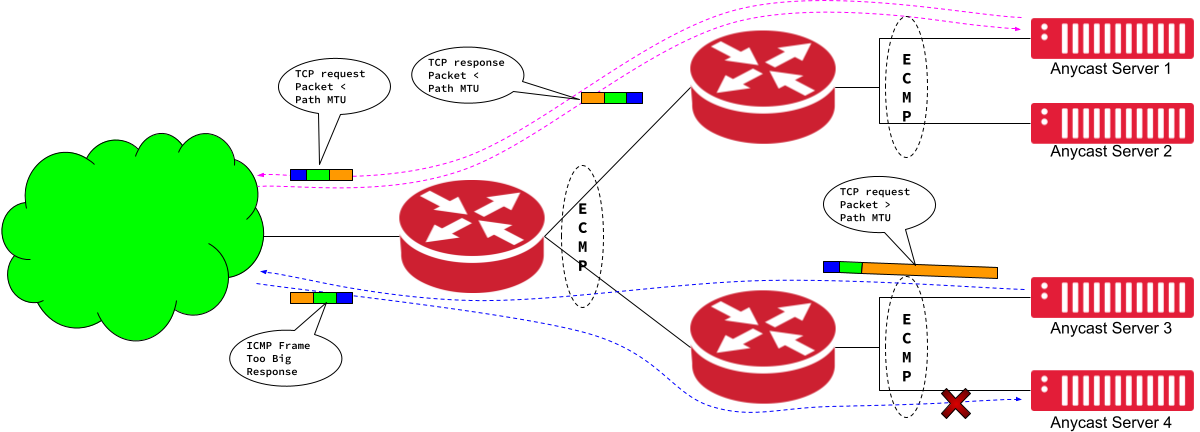 TCP request
Packet <
Path MTU
TCP response
Packet <
Path MTU
E
C
M
P
Anycast Server 1
Anycast Server 2
E
C
M
P
TCP request
Packet >
Path MTU
ICMP Frame
Too Big
Response
E
C
M
P
Anycast Server 3
Anycast Server 4